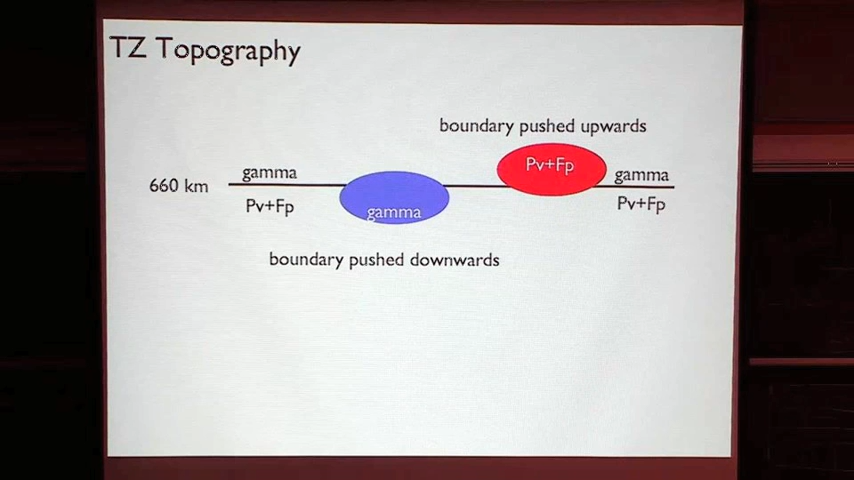 TZ Topography
boundary pushed upwards
660 km
gamma
Pv+Fp
gamma
Pv+Fp
gamma
Pv+Fp
boundary pushed downwards